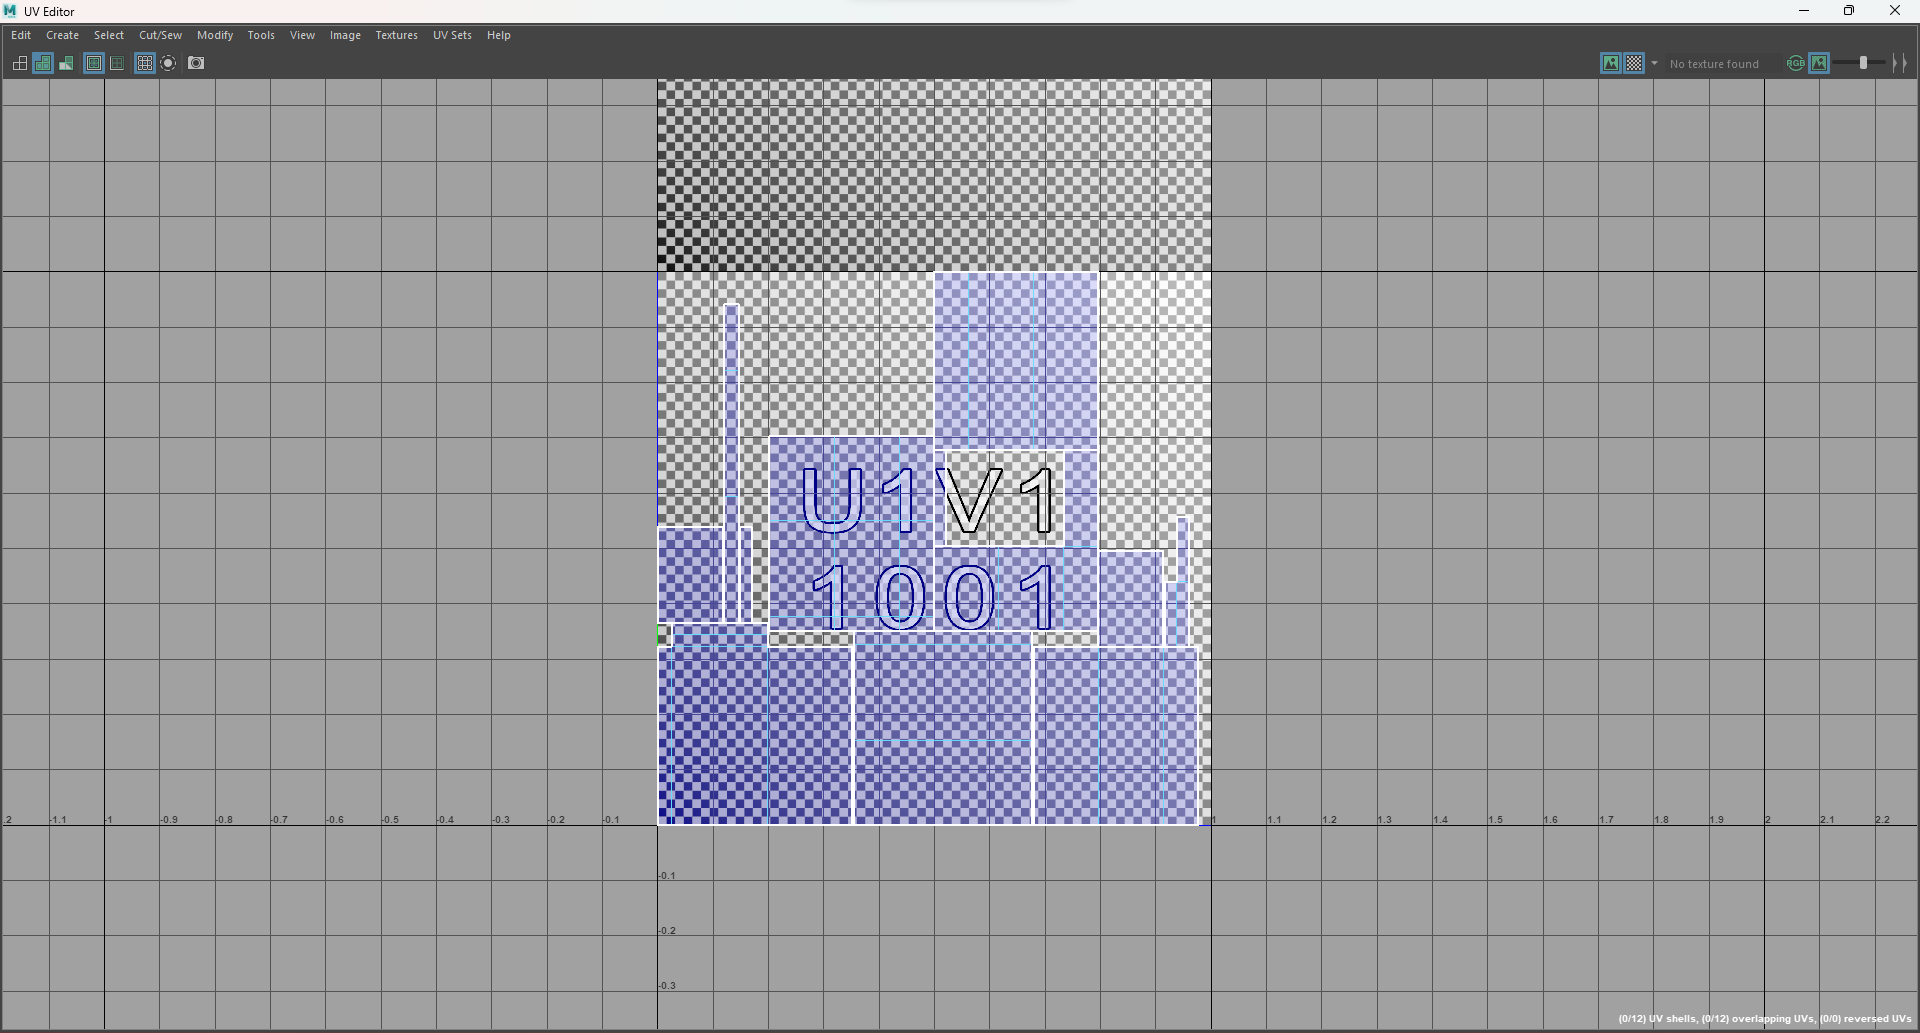 UV Editor
Edit Create Select Cut/Sew Modify Tools View Image Textures UV Sets Help
No texture found RGB
U1V1
1001
.2 -1.1 -1 -0.9 -0.8 -0.7 -0.6 -0.5 -0.4 -0.3 -0.2 -0.1 1 1.1 1.2 1.3 1.4 1.5 1.6 1.7 1.8 1.9 2 2.1 2.2
-0.1
-0.2
-0.3
(0/12) UV shells, (0/12) overlapping UVs, (0/0) reversed UVs